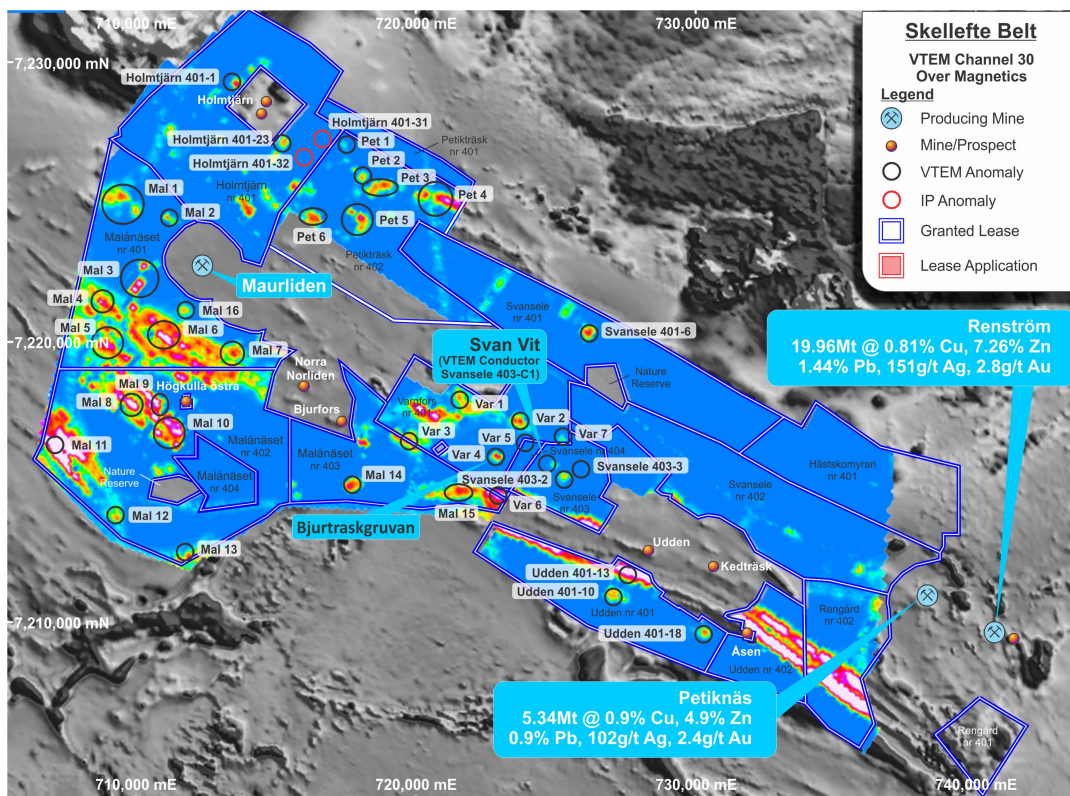 710,000 mE
720,000 mE
730,000 mE
7,230,000 mN
7,220,000 mN
7,210,000 mN
Skellefte Belt
VTEM Channel 30
Over Magnetics
Legend
Producing Mine
Mine/Prospect
VTEM Anomaly
IP Anomaly
Granted Lease
Lease Application
Holmtjärn 401-1
Holmtjärn
Holmtjärn 401-31
Holmtjärn 401-23
Pet 1
Petikträsk
nr 401
Holmtjärn 401-32
Pet 2
Pet 3
Holmtjärn
nr 401
Mal 1
Pet 4
Mal 2
Pet 5
Pet 6
Malånäset
nr 401
Petikträsk
nr 402
Mal 3
Maurliden
Mal 4
Mal 16
Svansele
nr 401
Mal 5
Mal 6
Svansele 401-6
Mal 7
Svan Vit
(VTEM Conductor
Svansele 403-C1)
Renström
19.96Mt @ 0.81% Cu, 7.26% Zn
1.44% Pb, 151g/t Ag, 2.8g/t Au
Norra
Norliden
Nature
Reserve
Mal 9
Högkulla östra
Mal 8
Bjurfors
Vargfors
nr 401
Var 1
Mal 10
Var 2
Var 3
Var 5
Var 7
Mal 11
Malånäset
nr 402
Var 4
Svansele nr 404
Malånäset
nr 403
Svansele 403-3
Hästskomyran
nr 401
Nature
Reserve
Malånäset
nr 404
Mal 14
Svansele 403-2
Svansele
nr 402
Var 6
Svansele
nr 403
Mal 12
Mal 15
Bjurtraskgruvan
Mal 13
Udden
Kedträsk
Udden 401-13
Udden 401-10
Udden nr 401
Rengård
nr 402
Udden 401-18
Åsen
Udden nr 402
Petiknäs
5.34Mt @ 0.9% Cu, 4.9% Zn
0.9% Pb, 102g/t Ag, 2.4g/t Au
Rengård
nr 401
710,000 mE
720,000 mE
730,000 mE
740,000 mE